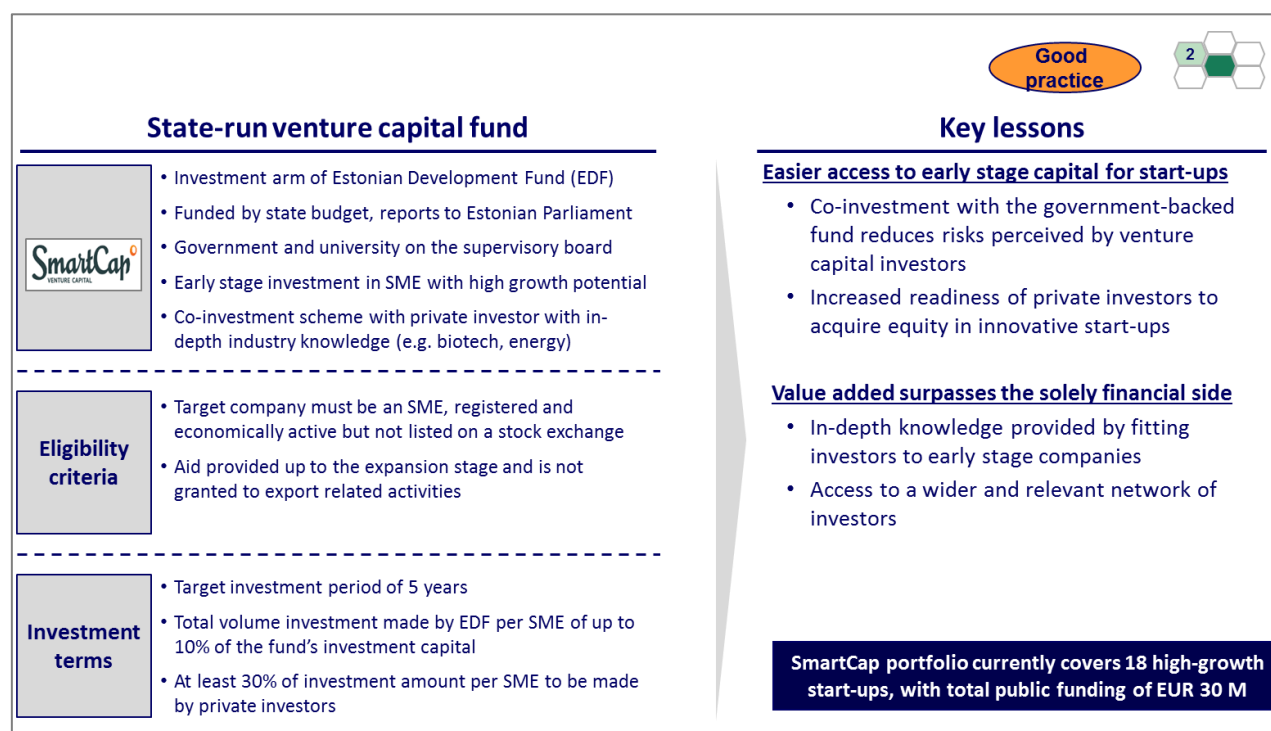 Good
practice
2
State-run venture capital fund
SmartCap
VENTURE CAPITAL
• Investment arm of Estonian Development Fund (EDF)
• Funded by state budget, reports to Estonian Parliament
• Government and university on the supervisory board
• Early stage investment in SME with high growth potential
• Co-investment scheme with private investor with in-
depth industry knowledge (e.g. biotech, energy)
Eligibility
criteria
• Target company must be an SME, registered and
economically active but not listed on a stock exchange
• Aid provided up to the expansion stage and is not
granted to export related activities
Investment
terms
• Target investment period of 5 years
• Total volume investment made by EDF per SME of up to
10% of the fund's investment capital
• At least 30% of investment amount per SME to be made
by private investors
Key lessons
Easier access to early stage capital for start-ups
• Co-investment with the government-backed
fund reduces risks perceived by venture
capital investors
• Increased readiness of private investors to
acquire equity in innovative start-ups
Value added surpasses the solely financial side
• In-depth knowledge provided by fitting
investors to early stage companies
• Access to a wider and relevant network of
investors
SmartCap portfolio currently covers 18 high-growth
start-ups, with total public funding of EUR 30 M